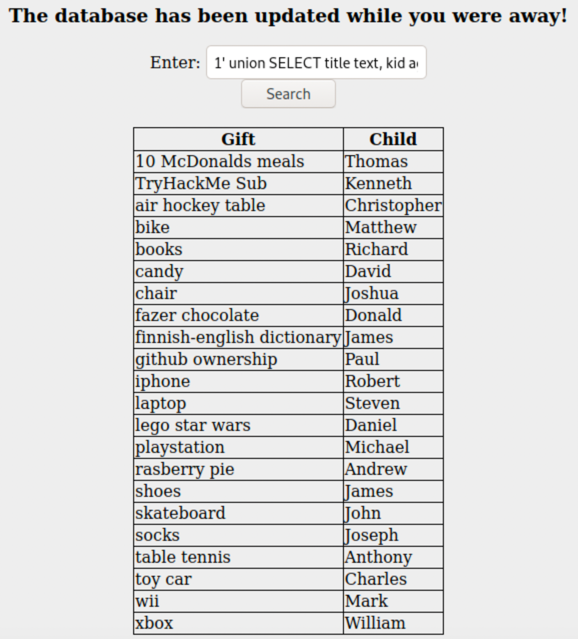 The database has been updated while you were away!
Enter: 1' union SELECT title text, kid a
Search
Gift Child
10 McDonalds meals Thomas
TryHackMe Sub Kenneth
air hockey table Christopher
bike Matthew
books Richard
candy David
chair Joshua
fazer chocolate Donald
finnish-english dictionary James
github ownership Paul
iphone Robert
laptop Steven
lego star wars Daniel
playstation Michael
rasberry pie Andrew
shoes James
skateboard John
socks Joseph
table tennis Anthony
toy car Charles
wii Mark
xbox William